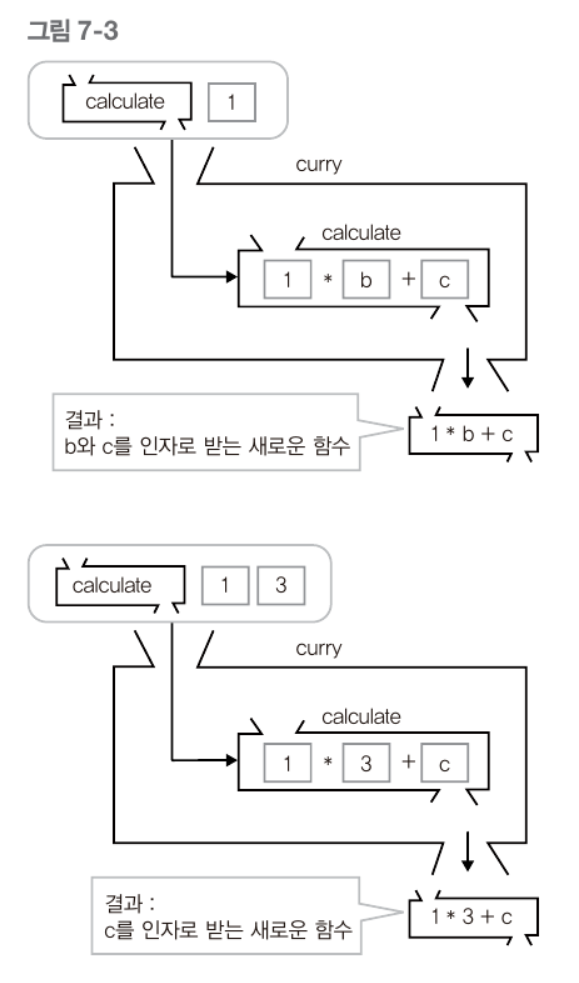 그림 7-3
calculate 1
curry
calculate
1 * b + c
결과 :
b와 c를 인자로 받는 새로운 함수
1 * b + c
calculate 1 3
curry
calculate
1 * 3 + c
결과 :
c를 인자로 받는 새로운 함수
1 * 3 + c